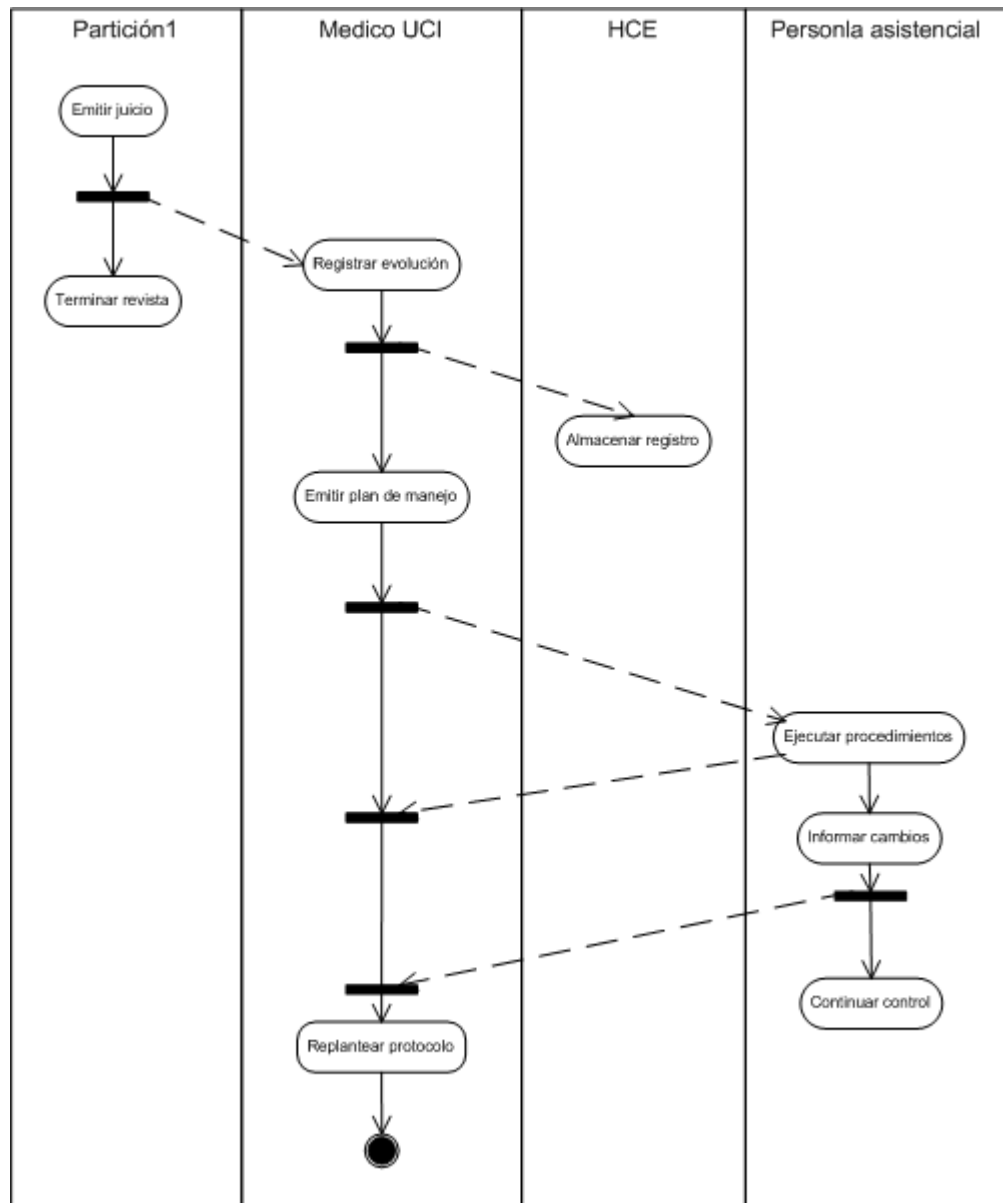 Partición1
Medico UCI
HCE
Personla asistencial
Emitir juicio
Registrar evolución
Terminar revista
Almacenar registro
Emitir plan de manejo
Ejecutar procedimientos
Informar cambios
Continuar control
Replantear protocolo